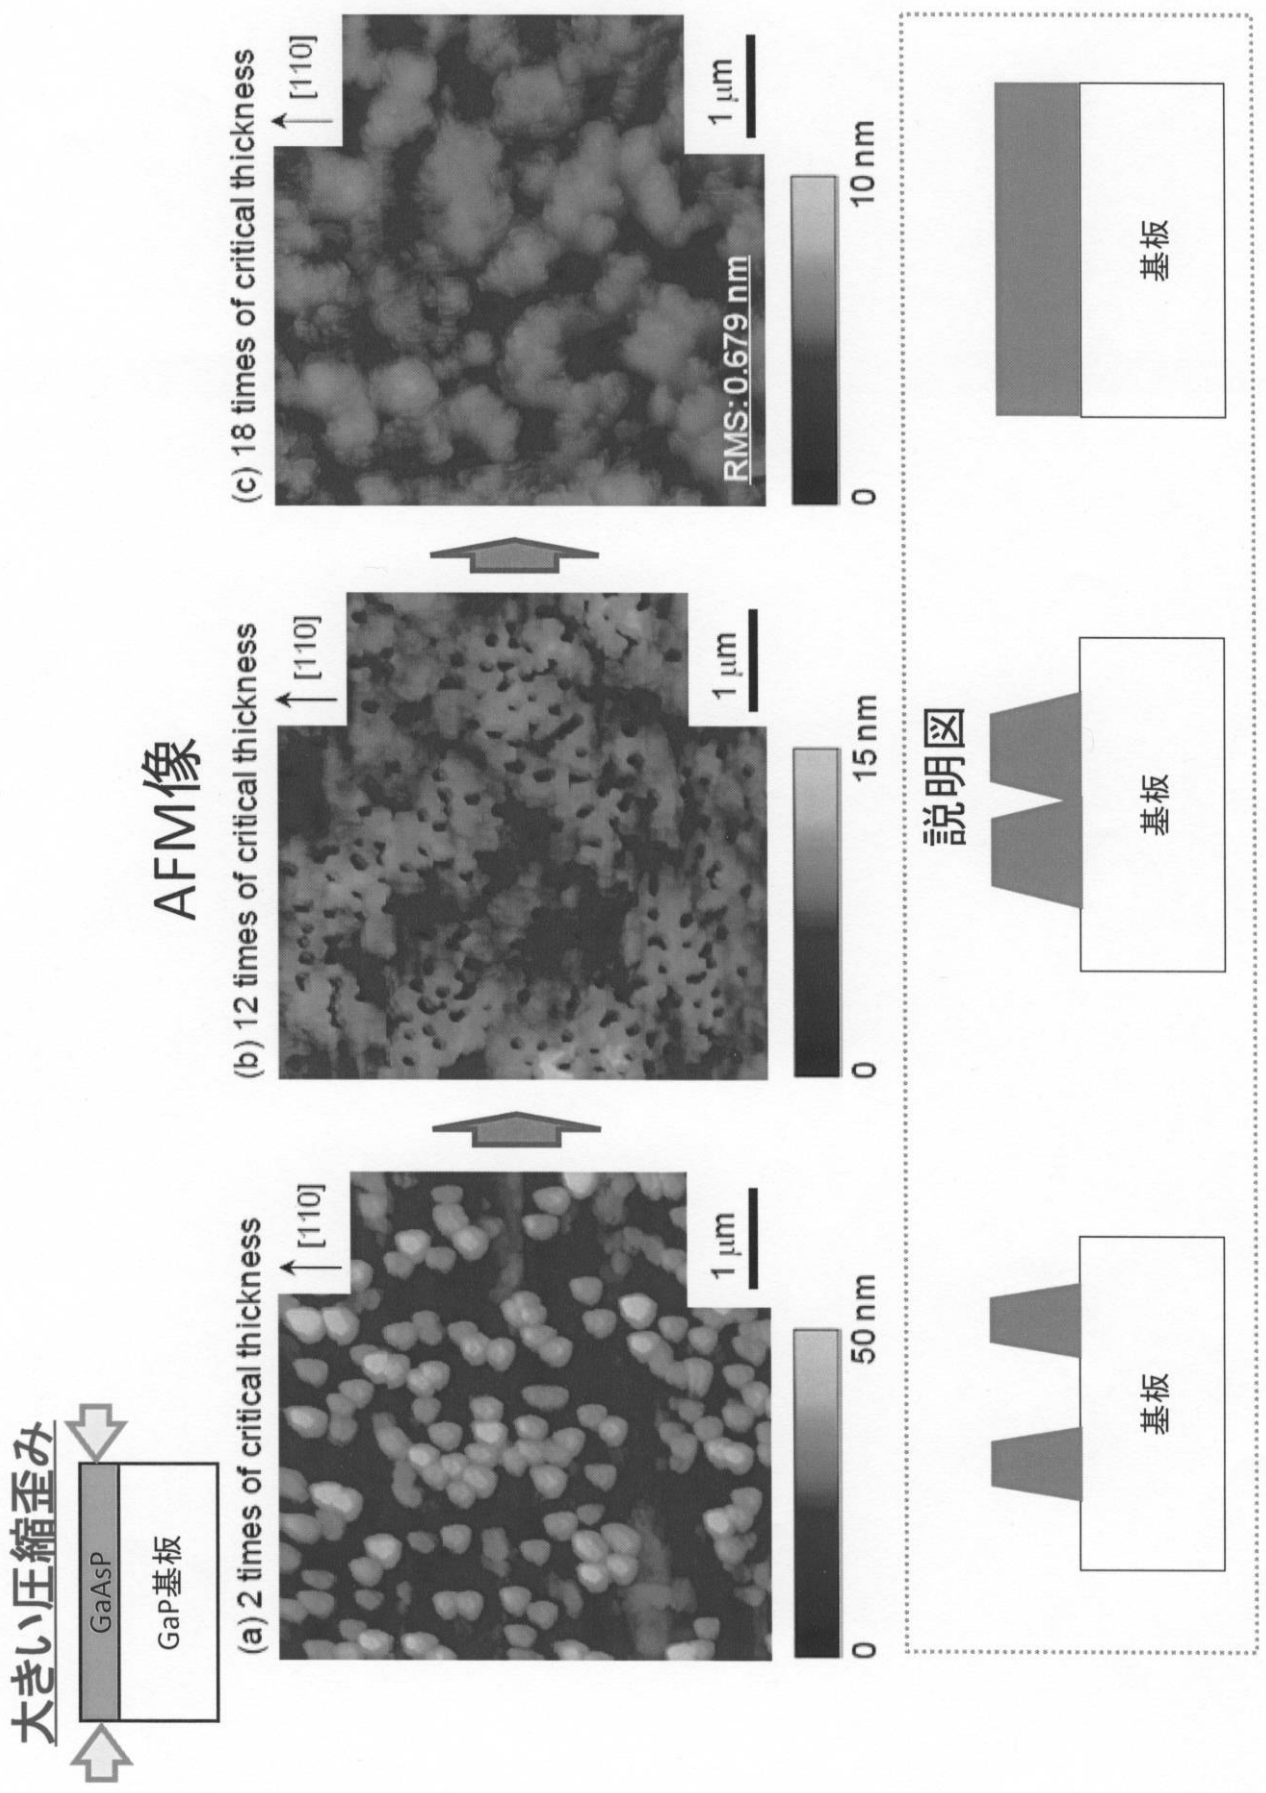 大きい圧縮歪み
GaAsP
GaP基板
AFM像
(a) 2 times of critical thickness
[110]
1 μm
0
50 nm
(b) 12 times of critical thickness
[110]
1 μm
0
15 nm
(c) 18 times of critical thickness
[110]
RMS: 0.679 nm
1 μm
0
10 nm
説明図
基板
基板
基板